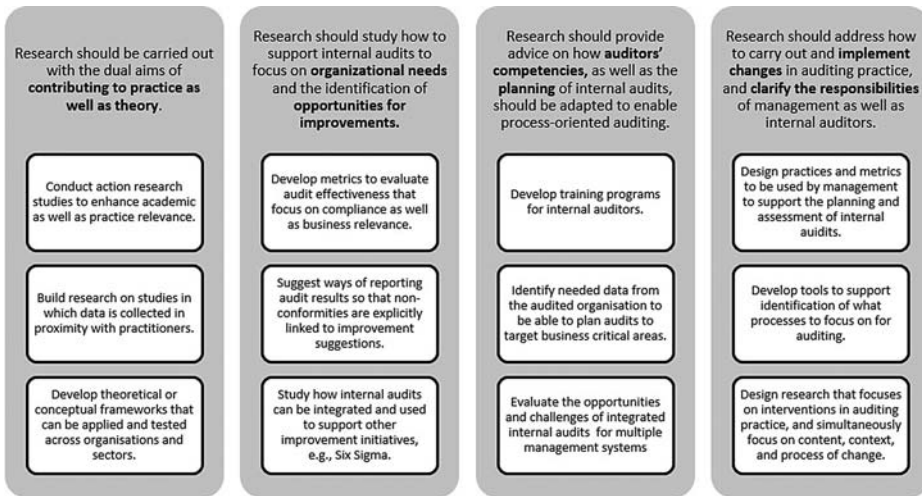 Research should be carried out
with the dual aims of
contributing to practice as
well as theory.
Conduct action research
studies to enhance academic
as well as practice relevance.
Build research on studies in
which data is collected in
proximity with practitioners.
Develop theoretical or
conceptual frameworks that
can be applied and tested
across organisations and
sectors.
Research should study how to
support internal audits to
focus on organizational needs
and the identification of
opportunities for
improvements.
Develop metrics to evaluate
audit effectiveness that
focus on compliance as well
as business relevance.
Suggest ways of reporting
audit results so that non-
conformities are explicitly
linked to improvement
suggestions.
Study how internal audits
can be integrated and used
to support other
improvement initiatives,
e.g., Six Sigma.
Research should provide
advice on how auditors'
competencies, as well as the
planning of internal audits,
should be adapted to enable
process-oriented auditing.
Develop training programs
for internal auditors.
Identify needed data from
the audited organisation to
be able to plan audits to
target business critical areas.
Evaluate the opportunities
and challenges of integrated
internal audits for multiple
management systems
Research should address how
to carry out and implement
changes in auditing practice,
and clarify the responsibilities
of management as well as
internal auditors.
Design practices and metrics
to be used by management
to support the planning and
assessment of internal
auidits.
Develop tools to support
identification of what
processes to focus on for
auditing.
Design research that focuses
on interventions in auditing
practice, and simultaneously
focus on content, context,
and process of change.